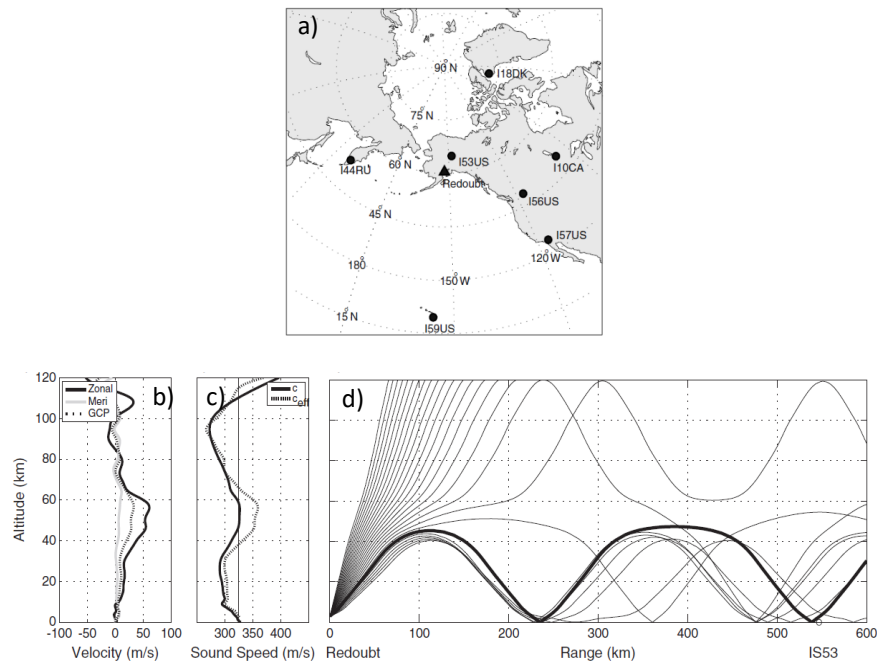 a)
90 N
I18DK
75 N
I44RU
60 N
I53US
I10CA
Redoubt
I56US
45 N
I57US
180
120 W
150 W
15 N
I59US
120
100
80
60
40
20
0
Altitude (km)
Zonal
Meri
GCP
b)
-100 -50 0 50 100
Velocity (m/s)
c)
c
c eff
300 350 400
Sound Speed (m/s)
d)
0 100 200 300 400 500 600
Redoubt Range (km) IS53